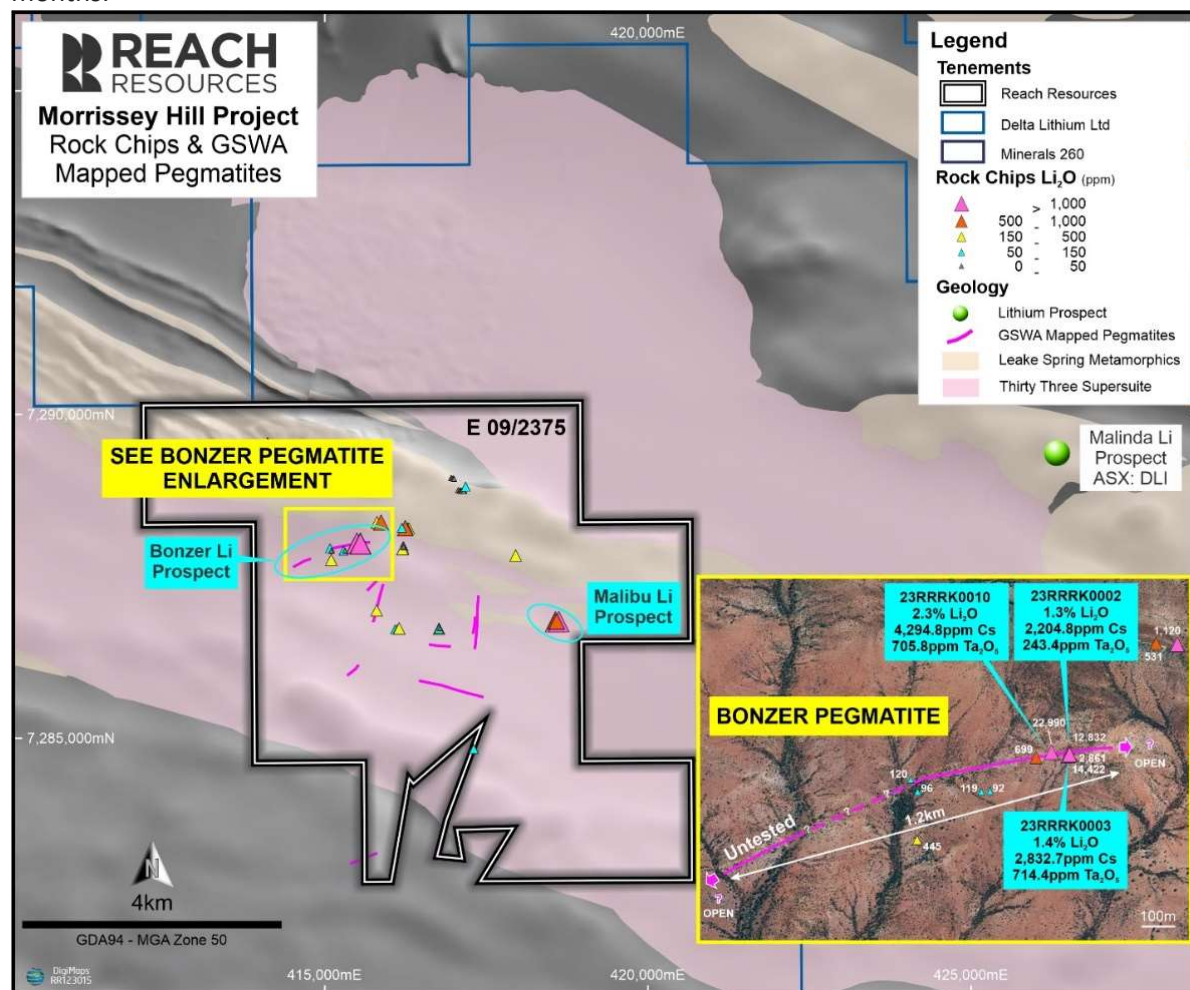 months.
REACH
RESOURCES
Morrissey Hill Project
Rock Chips & GSWA
Mapped Pegmatites
420,000mE
Legend
Tenements
Reach Resources
Delta Lithium Ltd
Minerals 260
Rock Chips Li₂O (ppm)
> 1,000
500 - 1,000
150 - 500
50 - 150
0 - 50
Geology
Lithium Prospect
GSWA Mapped Pegmatites
Leake Spring Metamorphics
Thirty Three Supersuite
7,290,000mN
E 09/2375
SEE BONZER PEGMATITE
ENLARGEMENT
Malinda Li
Prospect
ASX: DLI
Bonzer Li
Prospect
Malibu Li
Prospect
23RRRK0010
2.3% Li₂O
4,294.8ppm Cs
705.8ppm Ta₂O₅
23RRRK0002
1.3% Li₂O
2,204.8ppm Cs
243.4ppm Ta₂O₅
1,120
531
BONZER PEGMATITE
22,990
12,832
699
2,861
14,422
?
OPEN
120
96
119
92
? ? ?
1.2km
Untested
445
23RRRK0003
1.4% Li₂O
2,832.7ppm Cs
714.4ppm Ta₂O₅
?
OPEN
100m
7,285,000mN
N
4km
GDA94 - MGA Zone 50
DigiMaps
RR12301S
415,000mE
420,000mE
425,000mE